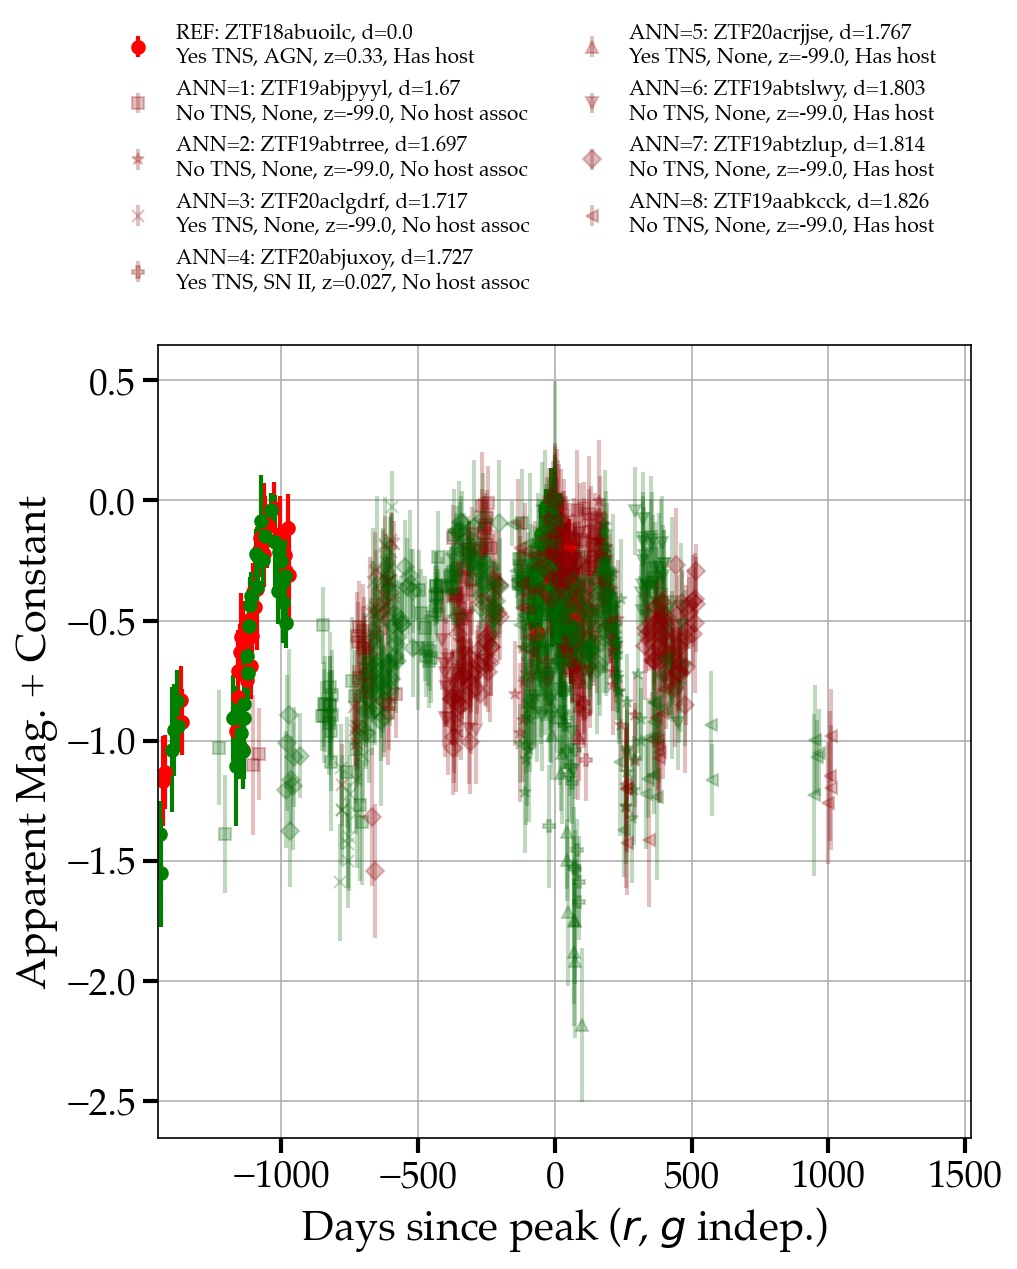 REF: ZTF18abuoilc, d=0.0
Yes TNS, AGN, z=0.33, Has host
ANN=1: ZTF19abjpyyl, d=1.67
No TNS, None, z=-99.0, No host assoc
ANN=2: ZTF19abtrree, d=1.697
No TNS, None, z=-99.0, No host assoc
ANN=3: ZTF20aclgdrf, d=1.717
Yes TNS, None, z=-99.0, No host assoc
ANN=4: ZTF20abjuxoy, d=1.727
Yes TNS, SN II, z=0.027, No host assoc
ANN=5: ZTF20acrjjse, d=1.767
Yes TNS, None, z=-99.0, Has host
ANN=6: ZTF19abtslwy, d=1.803
No TNS, None, z=-99.0, Has host
ANN=7: ZTF19abtzlup, d=1.814
No TNS, None, z=-99.0, Has host
ANN=8: ZTF19aabkcck, d=1.826
No TNS, None, z=-99.0, Has host
Apparent Mag. + Constant
0.5
0.0
−0.5
−1.0
−1.5
−2.0
−2.5
−1000
−500
0
500
1000
1500
Days since peak (r, g indep.)